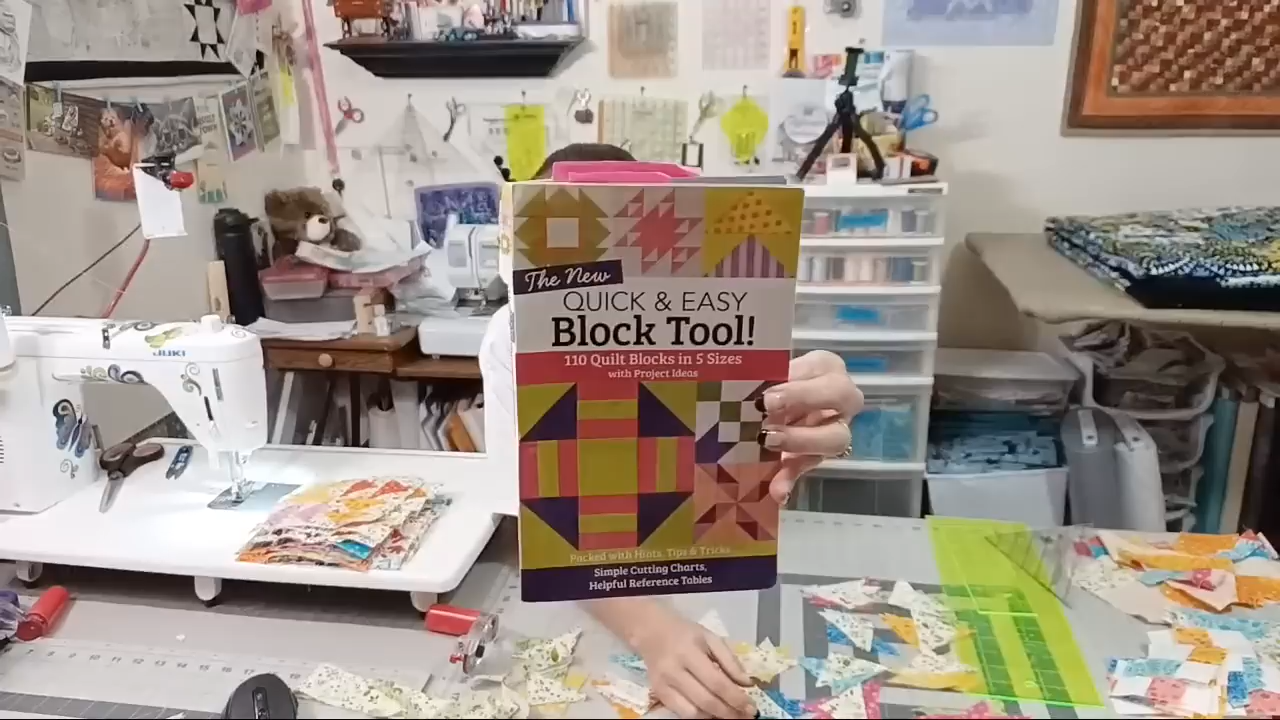 The New
QUICK & EASY
Block Tool!
110 Quilt Blocks in 5 Sizes
with Project Ideas
Packed with Hints, Tips & Tricks
Simple Cutting Charts,
Helpful Reference Tables
JUKI